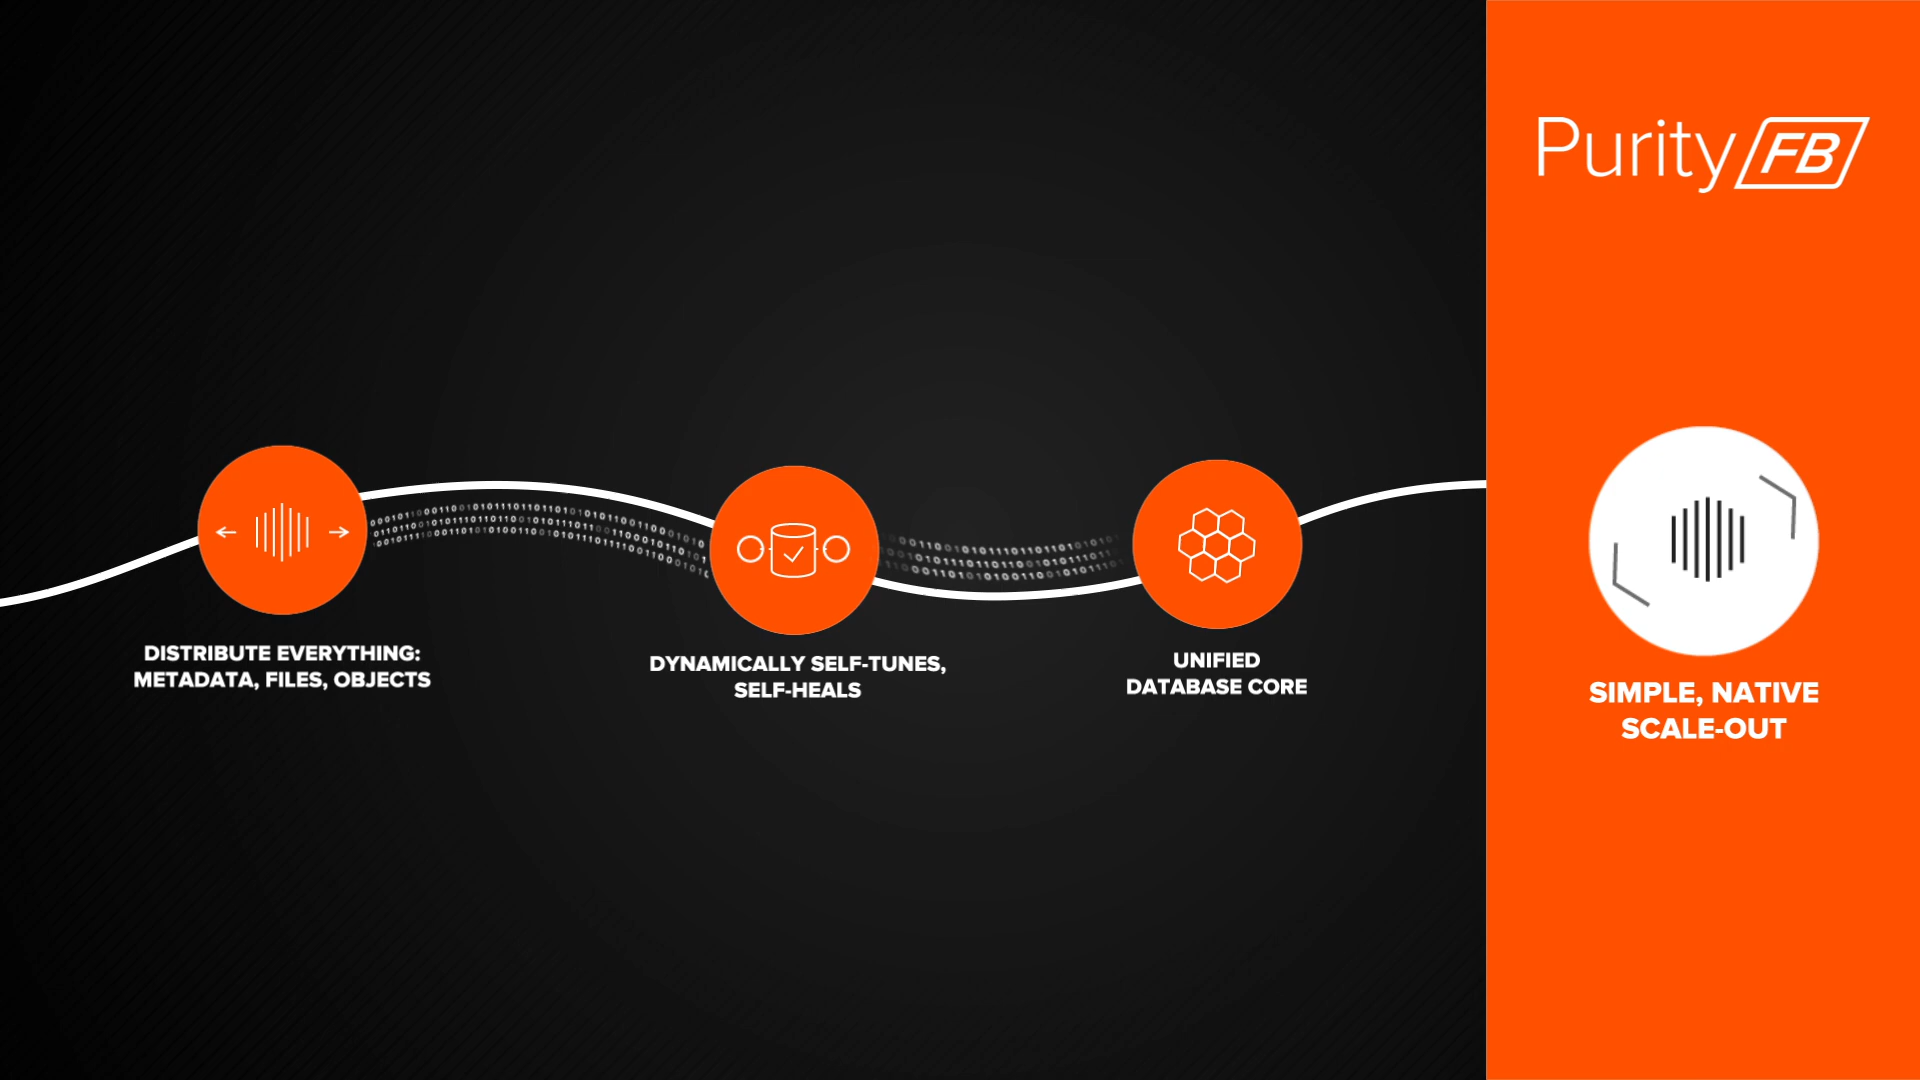 Purity FB
DISTRIBUTE EVERYTHING:
METADATA, FILES, OBJECTS
DYNAMICALLY SELF-TUNES,
SELF-HEALS
UNIFIED
DATABASE CORE
SIMPLE, NATIVE
SCALE-OUT